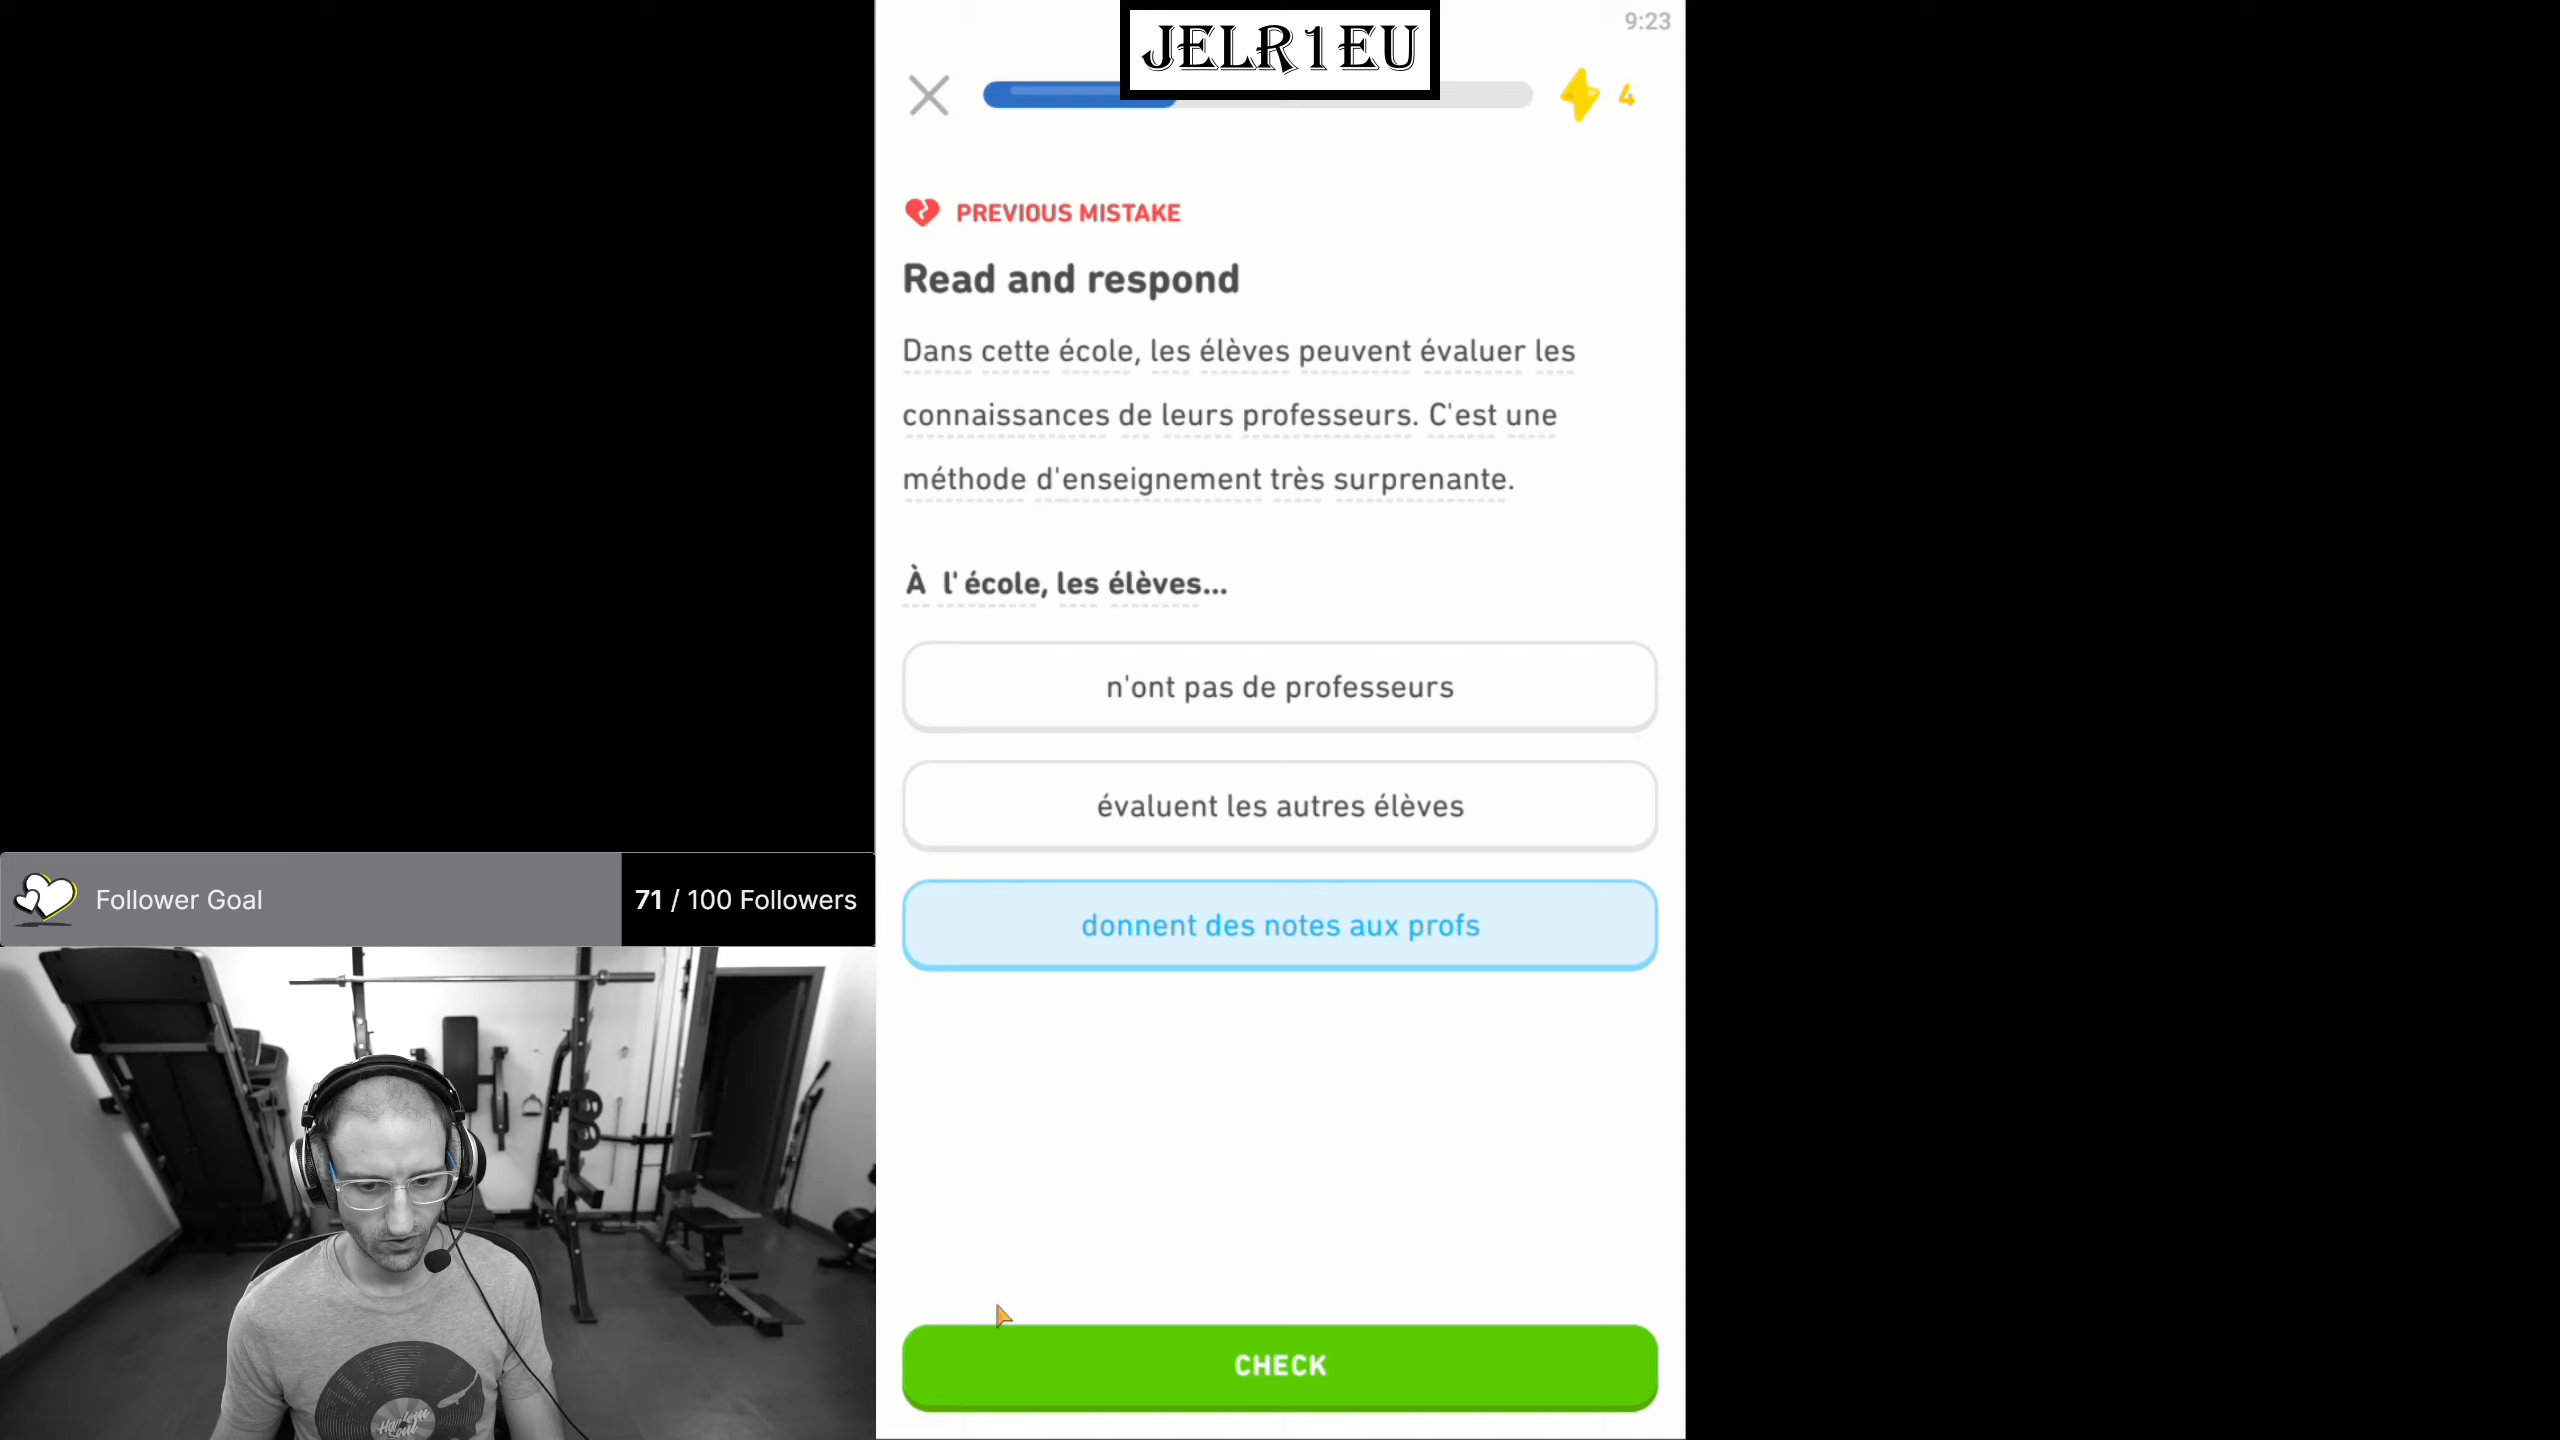 JELR1EU
9:23
4
PREVIOUS MISTAKE
Read and respond
Dans cette école, les élèves peuvent évaluer les
connaissances de leurs professeurs. C'est une
méthode d'enseignement très surprenante.
À l'école, les élèves...
n'ont pas de professeurs
évaluent les autres élèves
donnent des notes aux profs
CHECK
Follower Goal
71 / 100 Followers
Harlem
Soul